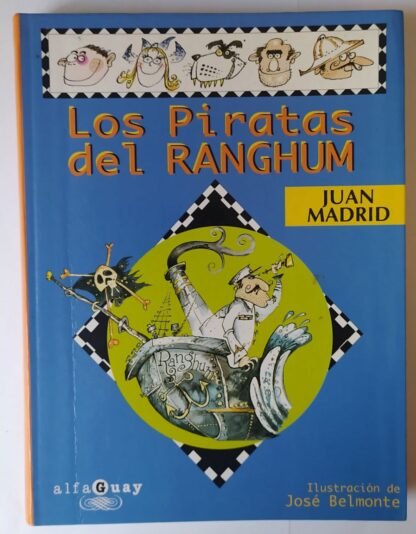 Los Piratas
del RANGHUM
JUAN
MADRID
Ranghum
alfaGuay
Ilustración de
José Belmonte